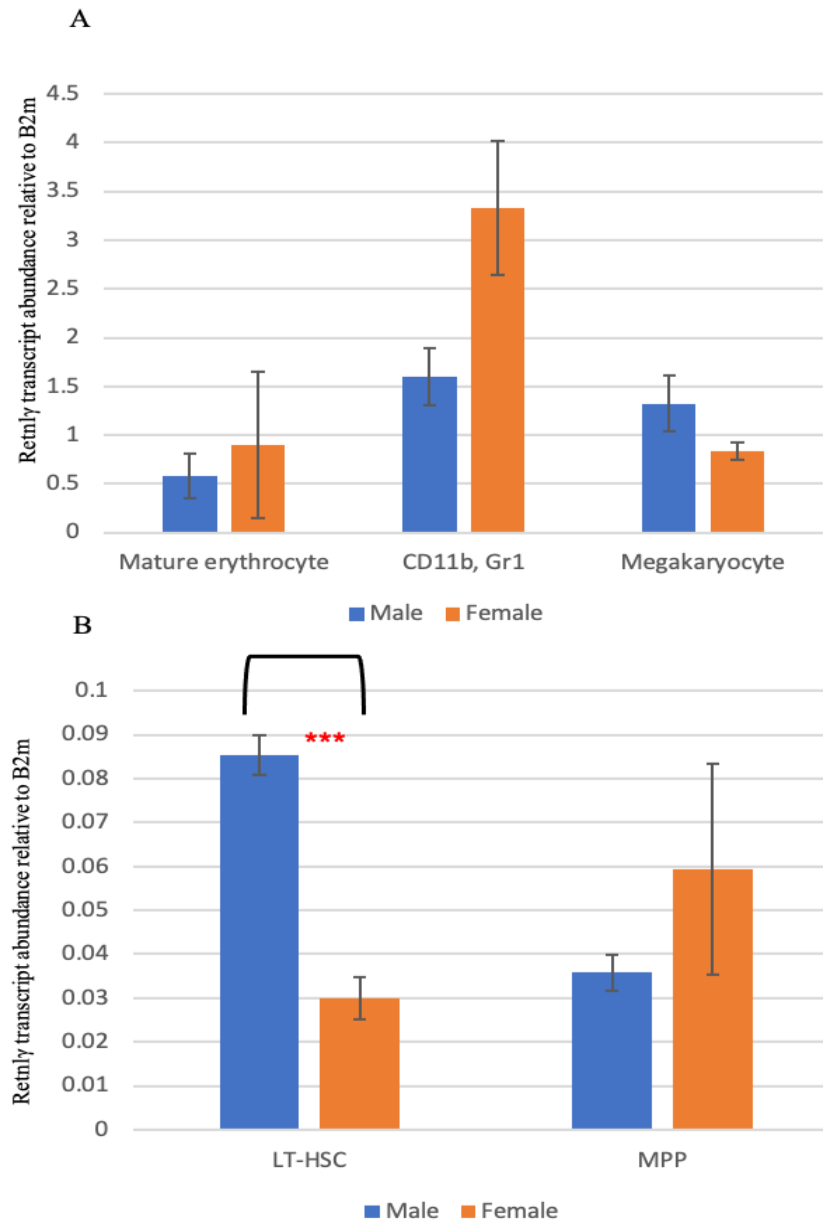 A
Retnlγ transcript abundance relative to B2m
4.5
4
3.5
3
2.5
2
1.5
1
0.5
0
Mature erythrocyte CD11b, Gr1 Megakaryocyte
Male Female
B
Retnlγ transcript abundance relative to B2m
0.1
0.09
***
0.08
0.07
0.06
0.05
0.04
0.03
0.02
0.01
0
LT-HSC MPP
Male Female